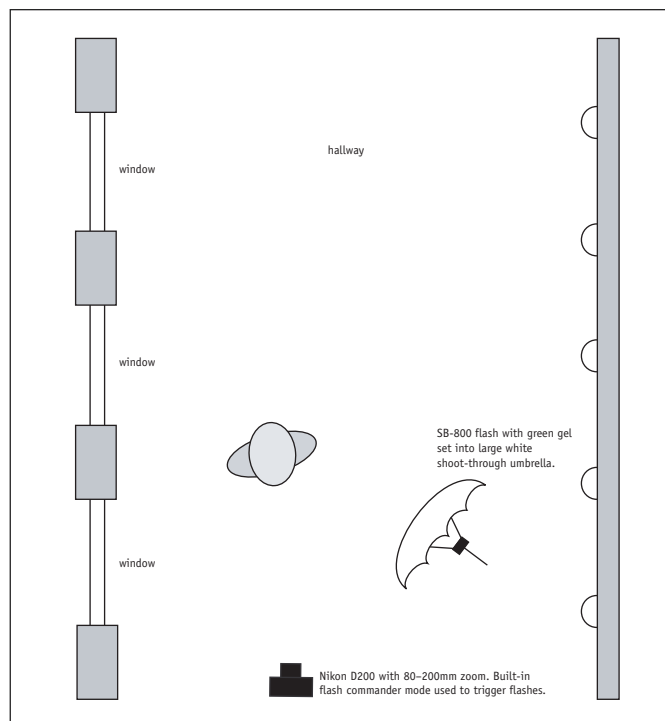 hallway
window
window
SB-800 flash with green gel
set into large white
shoot-through umbrella.
window
Nikon D200 with 80–200mm zoom. Built-in
flash commander mode used to trigger flashes.